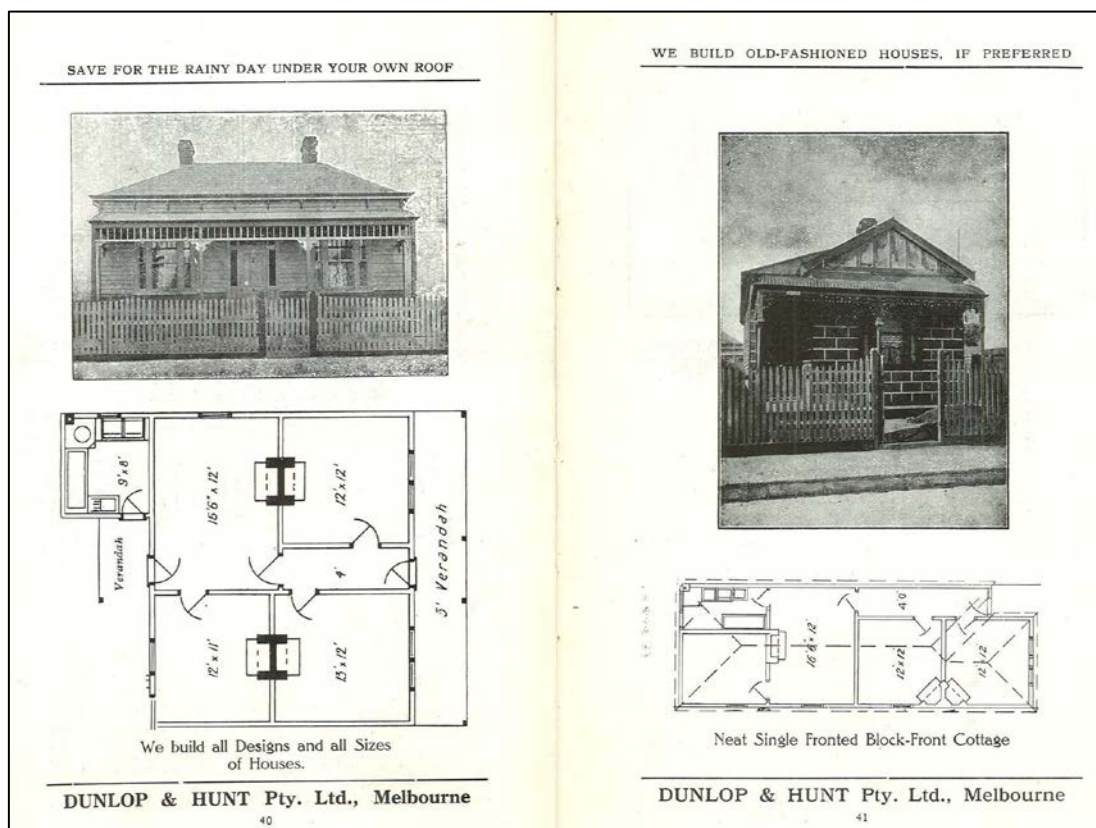 SAVE FOR THE RAINY DAY UNDER YOUR OWN ROOF
9' x 8'
16'6" x 12'
12' x 12'
Verandah
4'
5' Verandah
12' x 11'
13' x 12'
We build all Designs and all Sizes
of Houses.
DUNLOP & HUNT Pty. Ltd., Melbourne
40
WE BUILD OLD-FASHIONED HOUSES, IF PREFERRED
4'0"
16'6" x 12'
12' x 12'
12' x 12'
Neat Single Fronted Block-Front Cottage
DUNLOP & HUNT Pty. Ltd., Melbourne
41